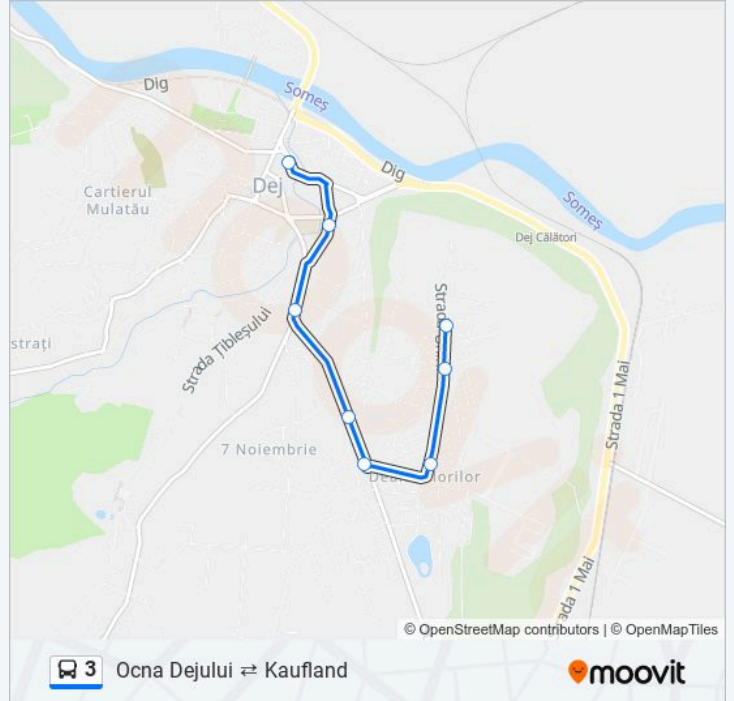 Dig
Someș
Dej
Dig
Cartierul
Mulatău
Someș
Dej Călători
strați
Strada Țibleșului
Strada
7 Noiembrie
Strada 1 Mai
Strada 1 Mai
© OpenStreetMap contributors | © OpenMapTiles
3 Ocna Dejului ⇄ Kaufland
moovit